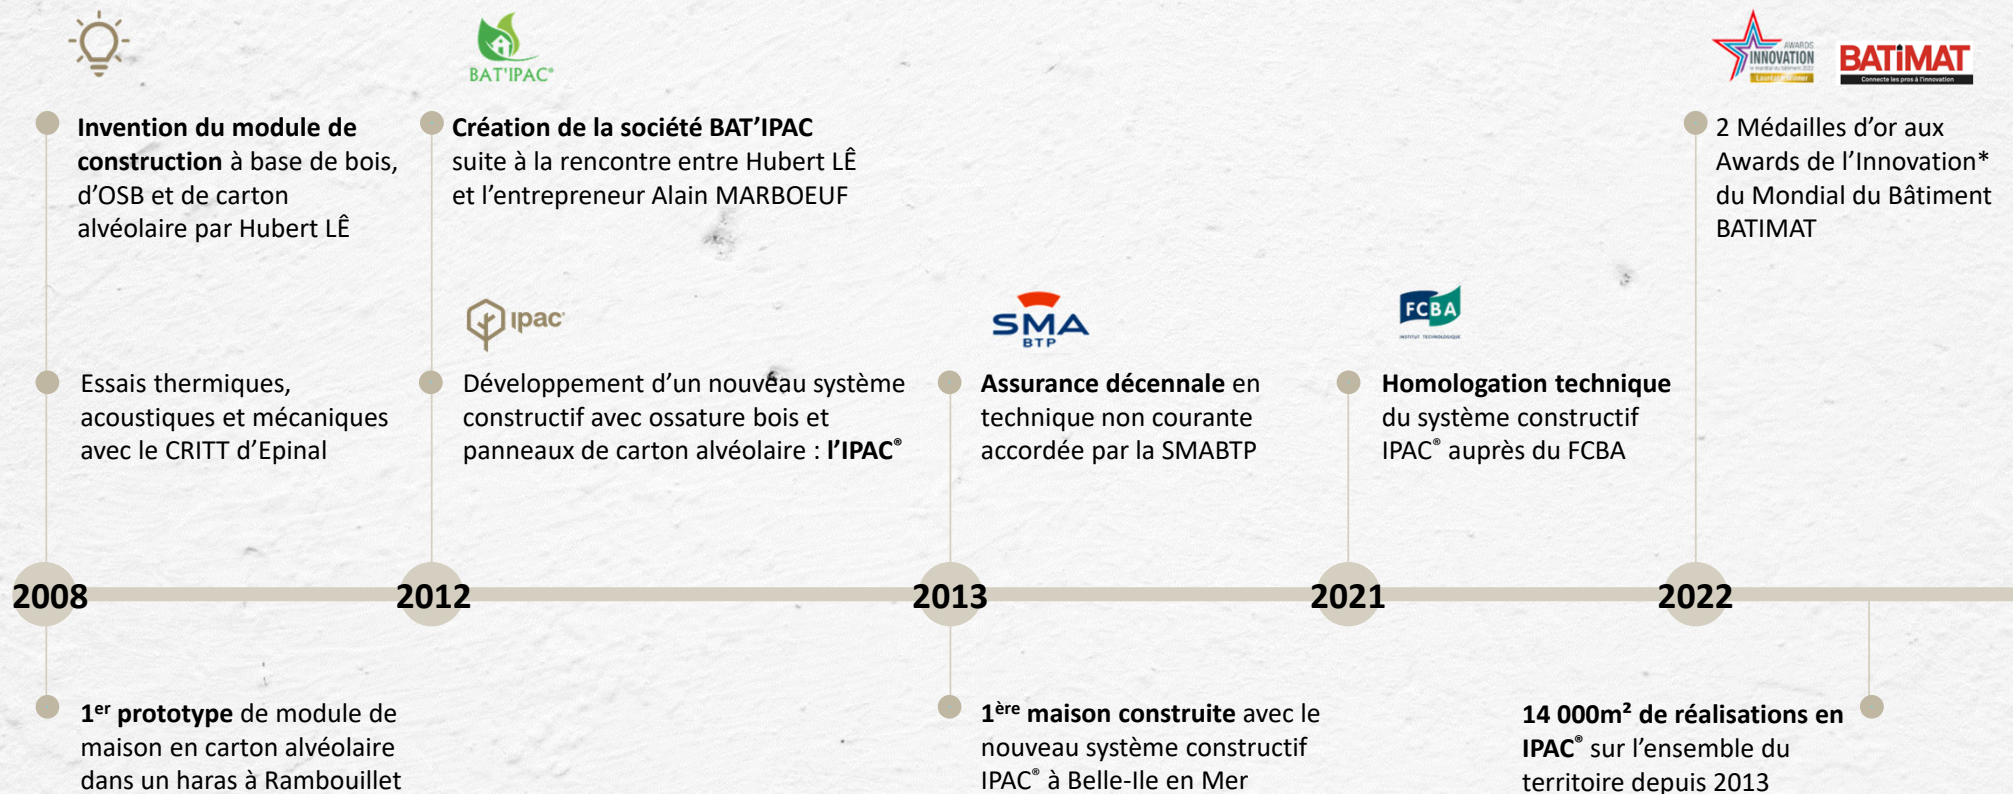 BAT'IPAC®
Invention du module de
construction à base de bois,
d’OSB et de carton
alvéolaire par Hubert LÊ
Création de la société BAT’IPAC
suite à la rencontre entre Hubert LÊ
et l’entrepreneur Alain MARBOEUF
AWARDS
INNOVATION
BATIMAT
Connecte les pros à l'innovation
2 Médailles d’or aux
Awards de l’Innovation*
du Mondial du Bâtiment
BATIMAT
Essais thermiques,
acoustiques et mécaniques
avec le CRITT d’Epinal
ipac
Développement d’un nouveau système
constructif avec ossature bois et
panneaux de carton alvéolaire : l’IPAC®
SMA
BTP
Assurance décennale en
technique non courante
accordée par la SMABTP
FCBA
INSTITUT TECHNOLOGIQUE
Homologation technique
du système constructif
IPAC® auprès du FCBA
2008
2012
2013
2021
2022
1er prototype de module de
maison en carton alvéolaire
dans un haras à Rambouillet
1ère maison construite avec le
nouveau système constructif
IPAC® à Belle-Ile en Mer
14 000m² de réalisations en
IPAC® sur l’ensemble du
territoire depuis 2013